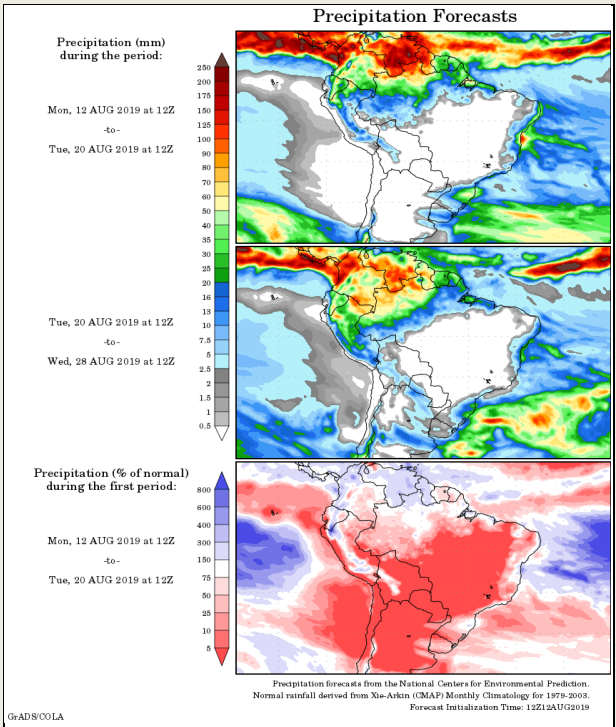 Precipitation Forecasts
Precipitation (mm)
during the period:
Mon, 12 AUG 2019 at 12Z
-to-
Tue, 20 AUG 2019 at 12Z
250
200
175
150
125
100
90
80
70
60
50
40
35
30
25
20
16
13
10
7.5
5
2.5
2
1.5
1
0.5
Tue, 20 AUG 2019 at 12Z
-to-
Wed, 28 AUG 2019 at 12Z
Precipitation (% of normal)
during the first period:
Mon, 12 AUG 2019 at 12Z
-to-
Tue, 20 AUG 2019 at 12Z
800
600
400
300
150
75
50
25
10
5
Precipitation forecasts from the National Centers for Environmental Prediction.
Normal rainfall derived from Xie-Arkin (CMAP) Monthly Climatology for 1979-2003.
Forecast Initialization Time: 12Z12AUG2019
GrADS/COLA